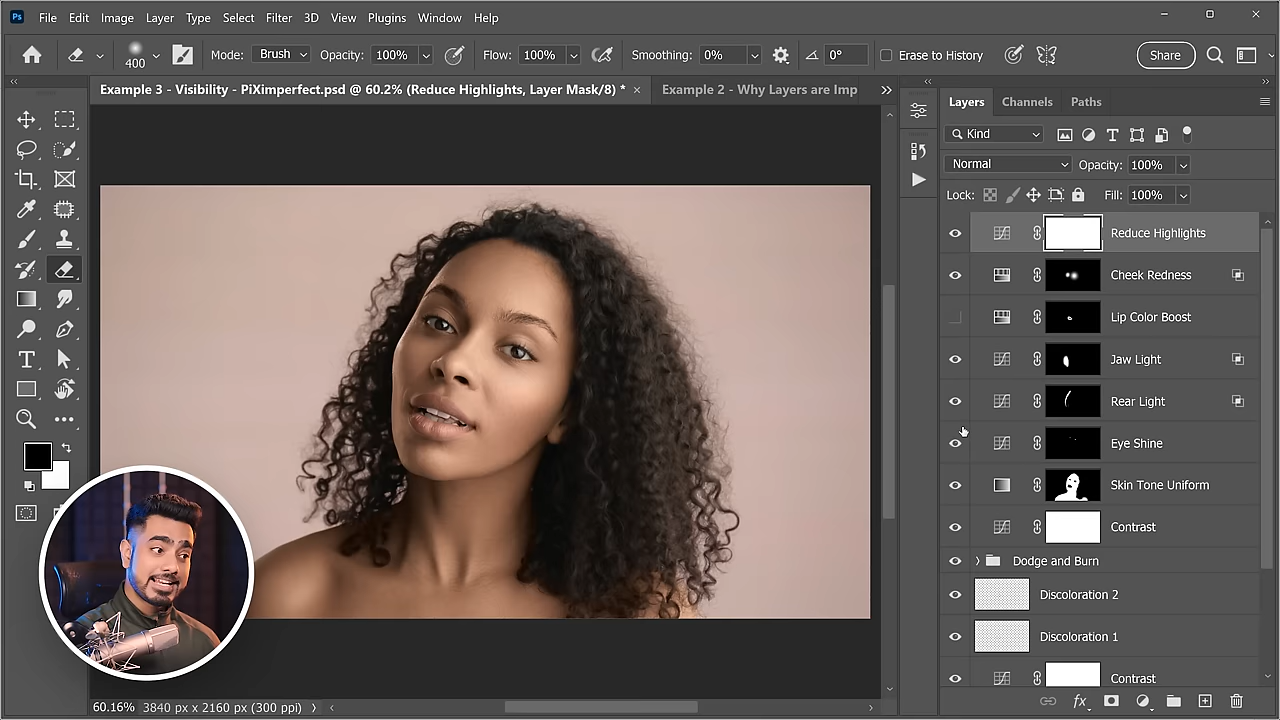 Ps File Edit Image Layer Type Select Filter 3D View Plugins Window Help
400 Mode: Brush Opacity: 100% Flow: 100% Smoothing: 0% 0° Erase to History Share
Example 3 - Visibility - PiXimperfect.psd @ 60.2% (Reduce Highlights, Layer Mask/8) * × Example 2 - Why Layers are Imp
Layers Channels Paths
Kind
Normal Opacity: 100%
Lock: Fill: 100%
Reduce Highlights
Cheek Redness
Lip Color Boost
Jaw Light
Rear Light
Eye Shine
Skin Tone Uniform
Contrast
Dodge and Burn
Discoloration 2
Discoloration 1
Contrast
60.16% 3840 px x 2160 px (300 ppi)
fx